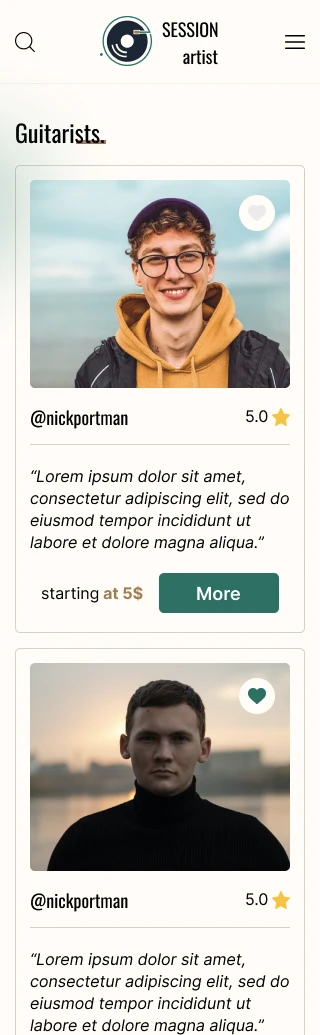 SESSION
artist
Guitarists.
@nickportman
5.0
“Lorem ipsum dolor sit amet,
consectetur adipiscing elit, sed do
eiusmod tempor incididunt ut
labore et dolore magna aliqua.”
starting at 5$
More
@nickportman
5.0
“Lorem ipsum dolor sit amet,
consectetur adipiscing elit, sed do
eiusmod tempor incididunt ut
labore et dolore magna aliqua.”